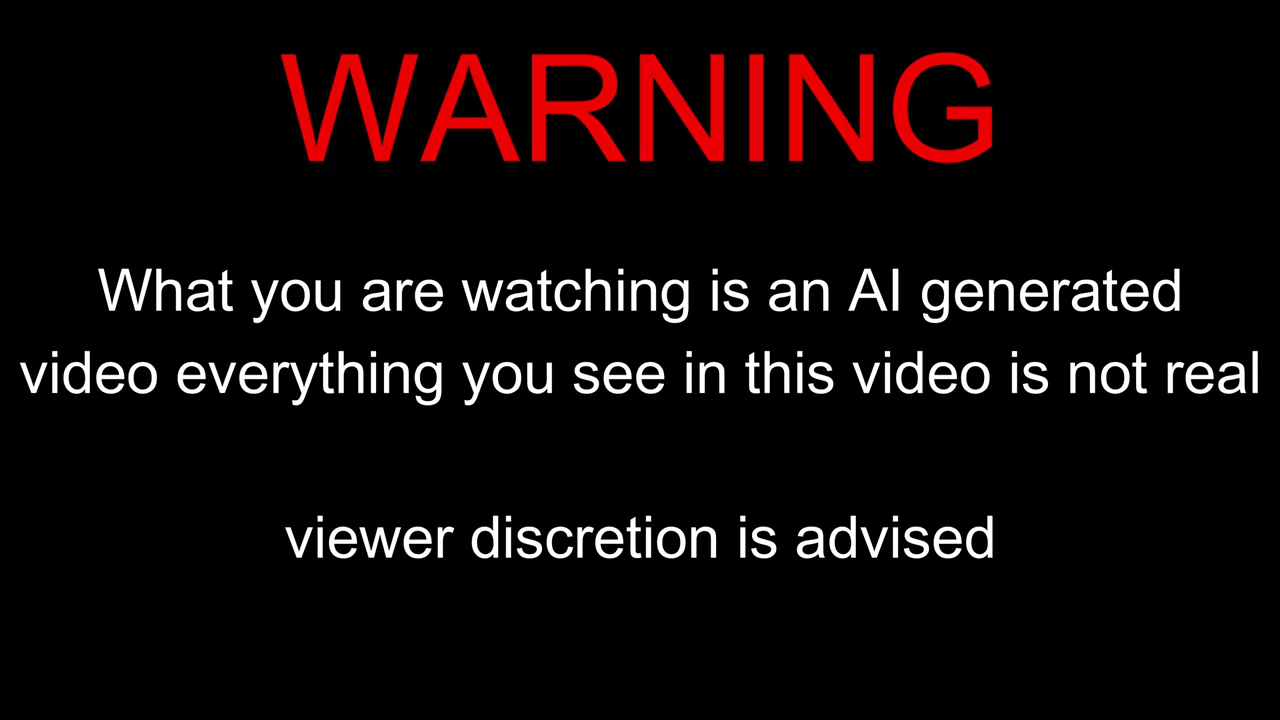 WARNING
What you are watching is an AI generated
video everything you see in this video is not real
viewer discretion is advised